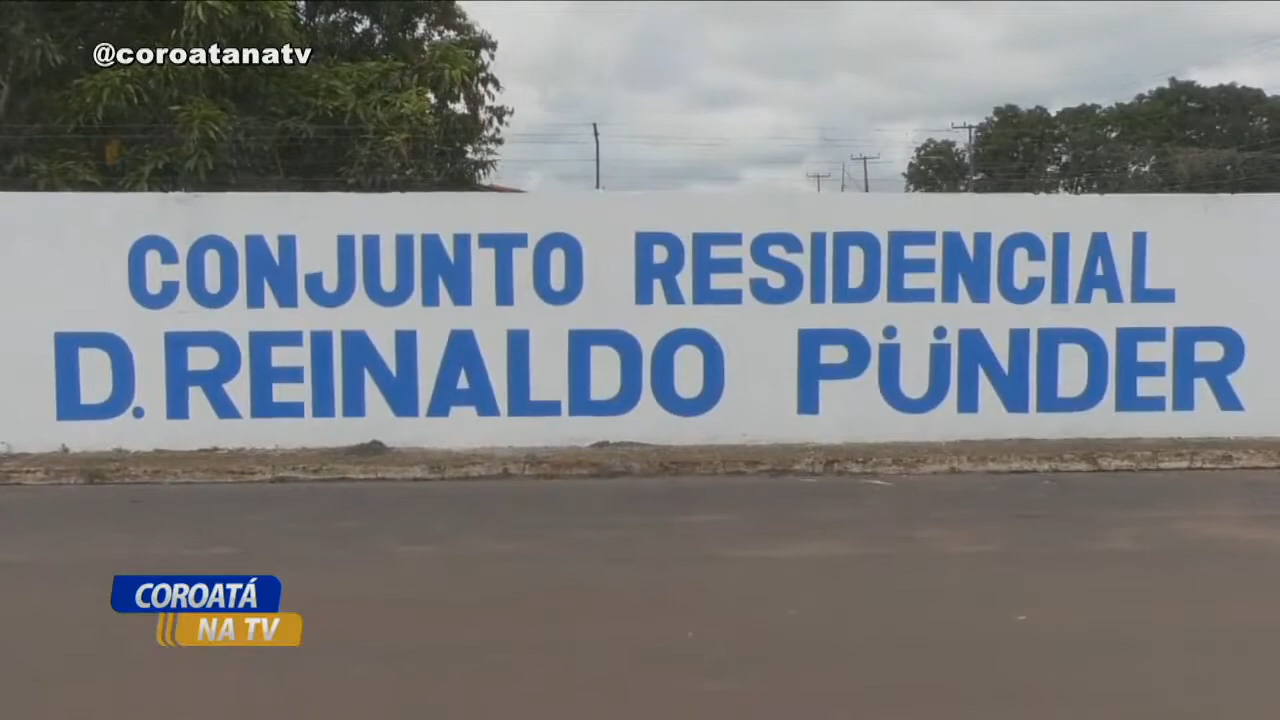 @coroatanatv
CONJUNTO RESIDENCIAL
D. REINALDO PÜNDER
COROATÁ
NA TV